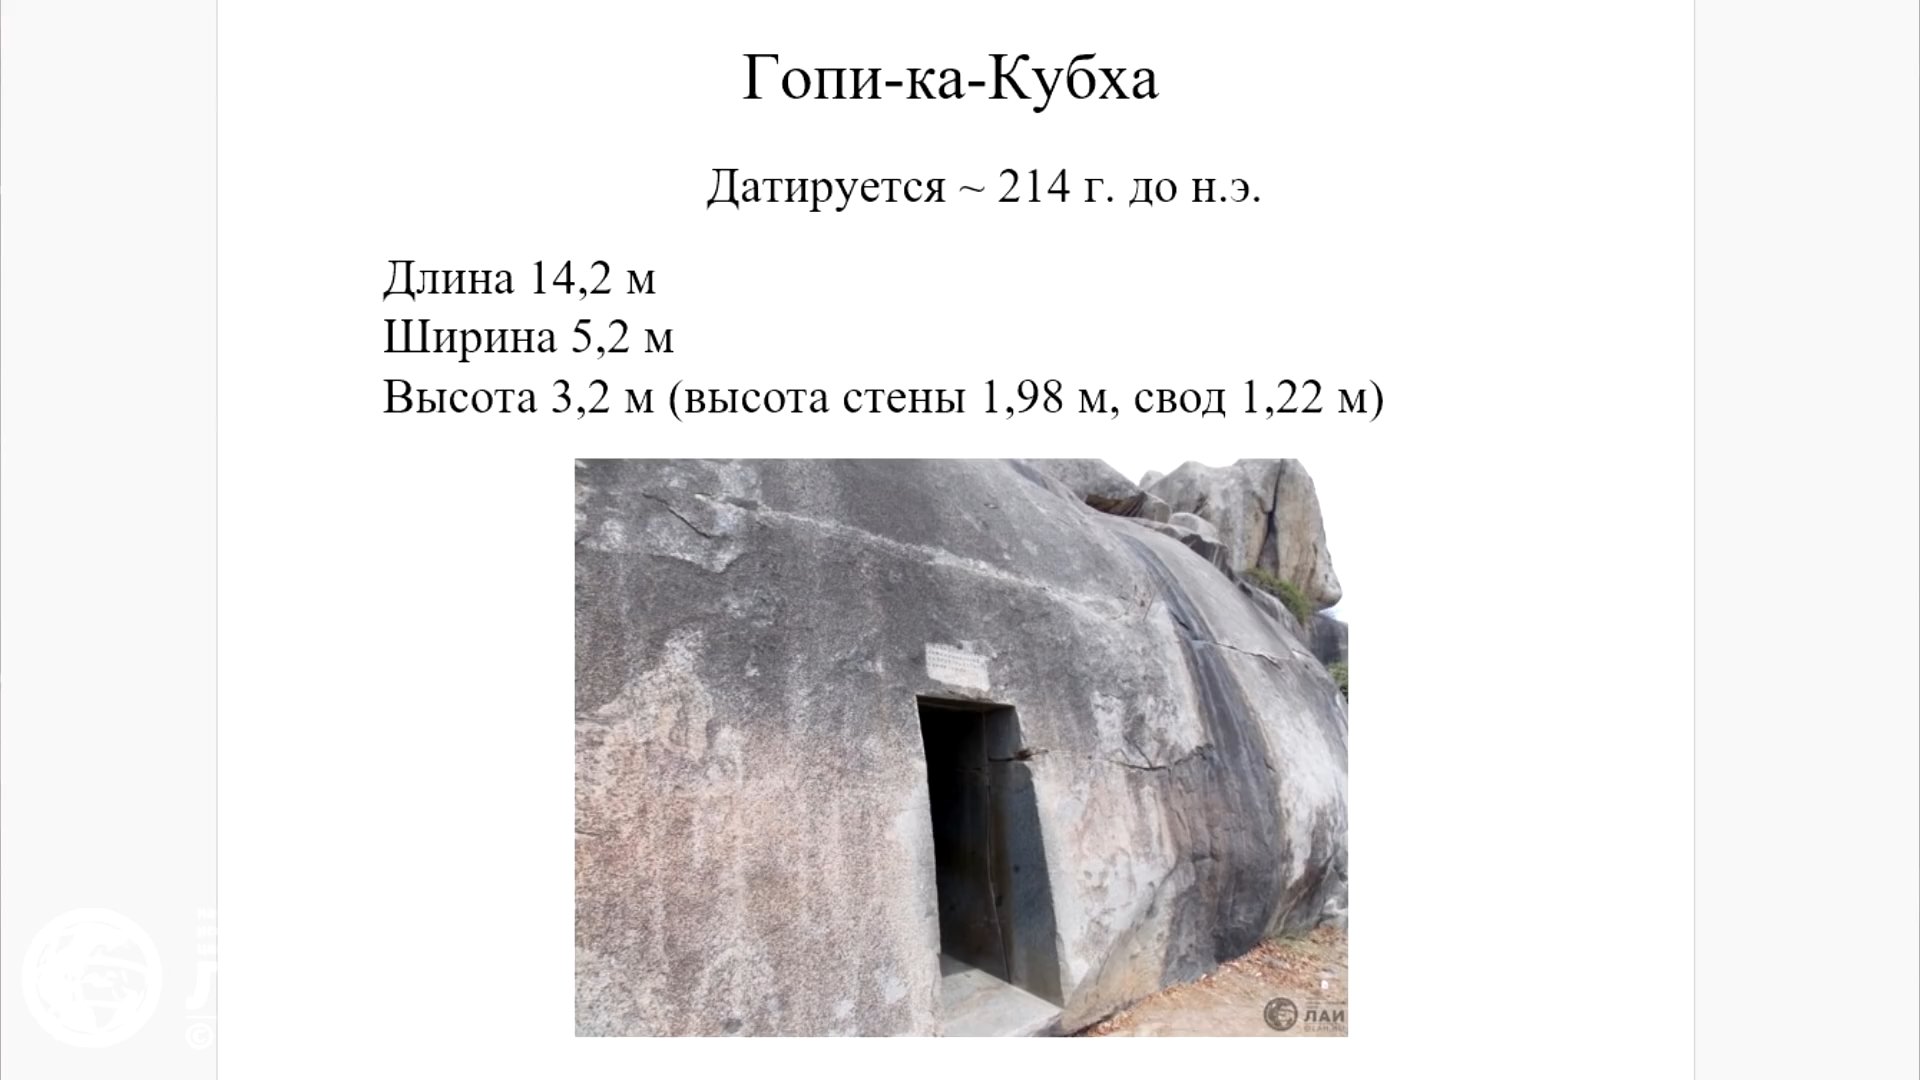 Гопи-ка-Кубха
Датируется ~ 214 г. до н.э.
Длина 14,2 м
Ширина 5,2 м
Высота 3,2 м (высота стены 1,98 м, свод 1,22 м)
ЛАИ